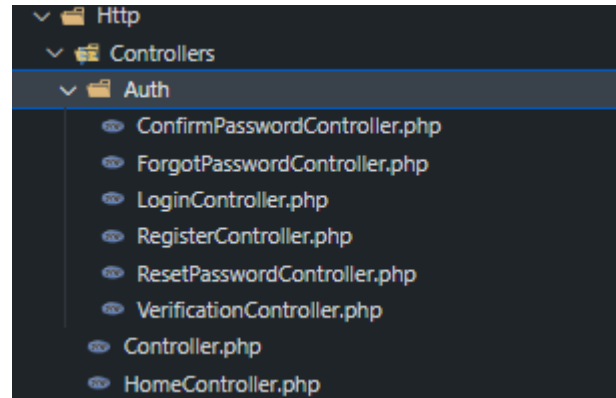 Http
Controllers
Auth
ConfirmPasswordController.php
ForgotPasswordController.php
LoginController.php
RegisterController.php
ResetPasswordController.php
VerificationController.php
Controller.php
HomeController.php